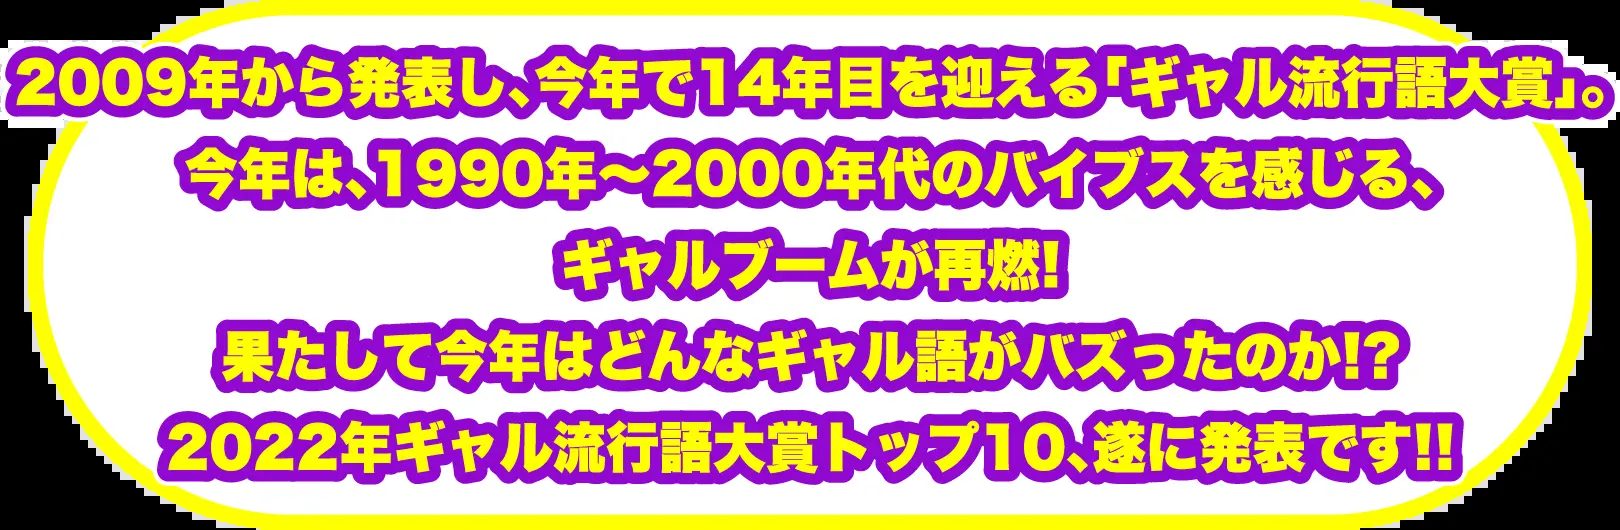 2009年から発表し、今年で14年目を迎える「ギャル流行語大賞」。
今年は、1990年～2000年代のバイブスを感じる、
ギャルブームが再燃!
果たして今年はどんなギャル語がバズったのか!?
2022年ギャル流行語大賞トップ10、遂に発表です!!